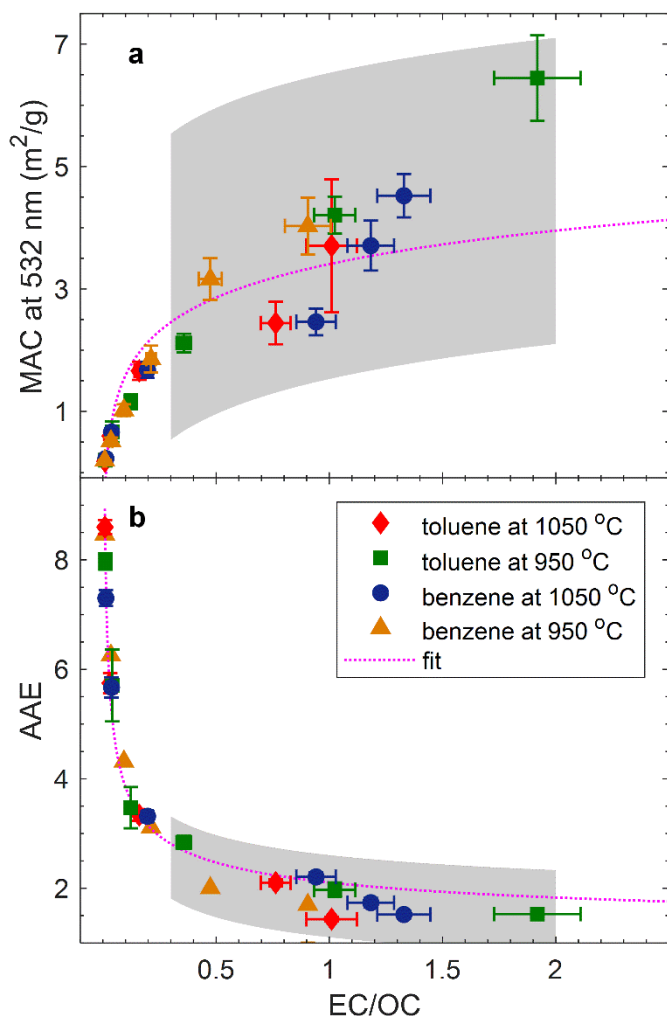 a
7
5
3
1
MAC at 532 nm (m²/g)
b
toluene at 1050 °C
toluene at 950 °C
benzene at 1050 °C
benzene at 950 °C
fit
8
6
4
2
AAE
0.5 1 1.5 2
EC/OC